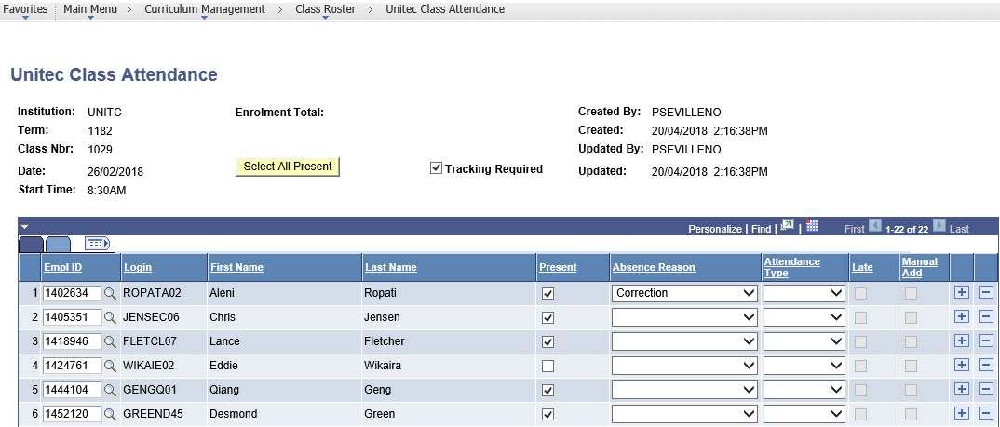 Favorites Main Menu > Curriculum Management > Class Roster > Unitec Class Attendance
Unitec Class Attendance
Institution: UNITC Enrolment Total: Created By: PSEVILLENO
Term: 1182 Created: 20/04/2018 2:16:38PM
Class Nbr: 1029 Updated By: PSEVILLENO
Date: 26/02/2018 Select All Present Tracking Required Updated: 20/04/2018 2:16:38PM
Start Time: 8:30AM
Personalize | Find | | First 1-22 of 22 Last
Empl ID Login First Name Last Name Present Absence Reason Attendance Type Late Manual Add
1 1402634 ROPATA02 Aleni Ropati Correction
2 1405351 JENSEC06 Chris Jensen
3 1418946 FLETCL07 Lance Fletcher
4 1424761 WIKAIE02 Eddie Wikaira
5 1444104 GENGQ01 Qiang Geng
6 1452120 GREEND45 Desmond Green